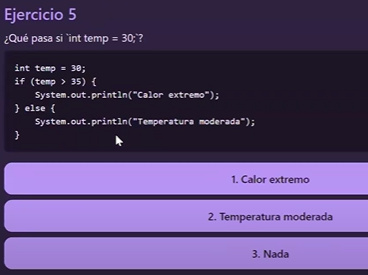 Ejercicio 5
¿Qué pasa si `int temp = 30;`?
int temp = 30;
if (temp > 35) {
    System.out.println("Calor extremo");
} else {
    System.out.println("Temperatura moderada");
}
1. Calor extremo
2. Temperatura moderada
3. Nada